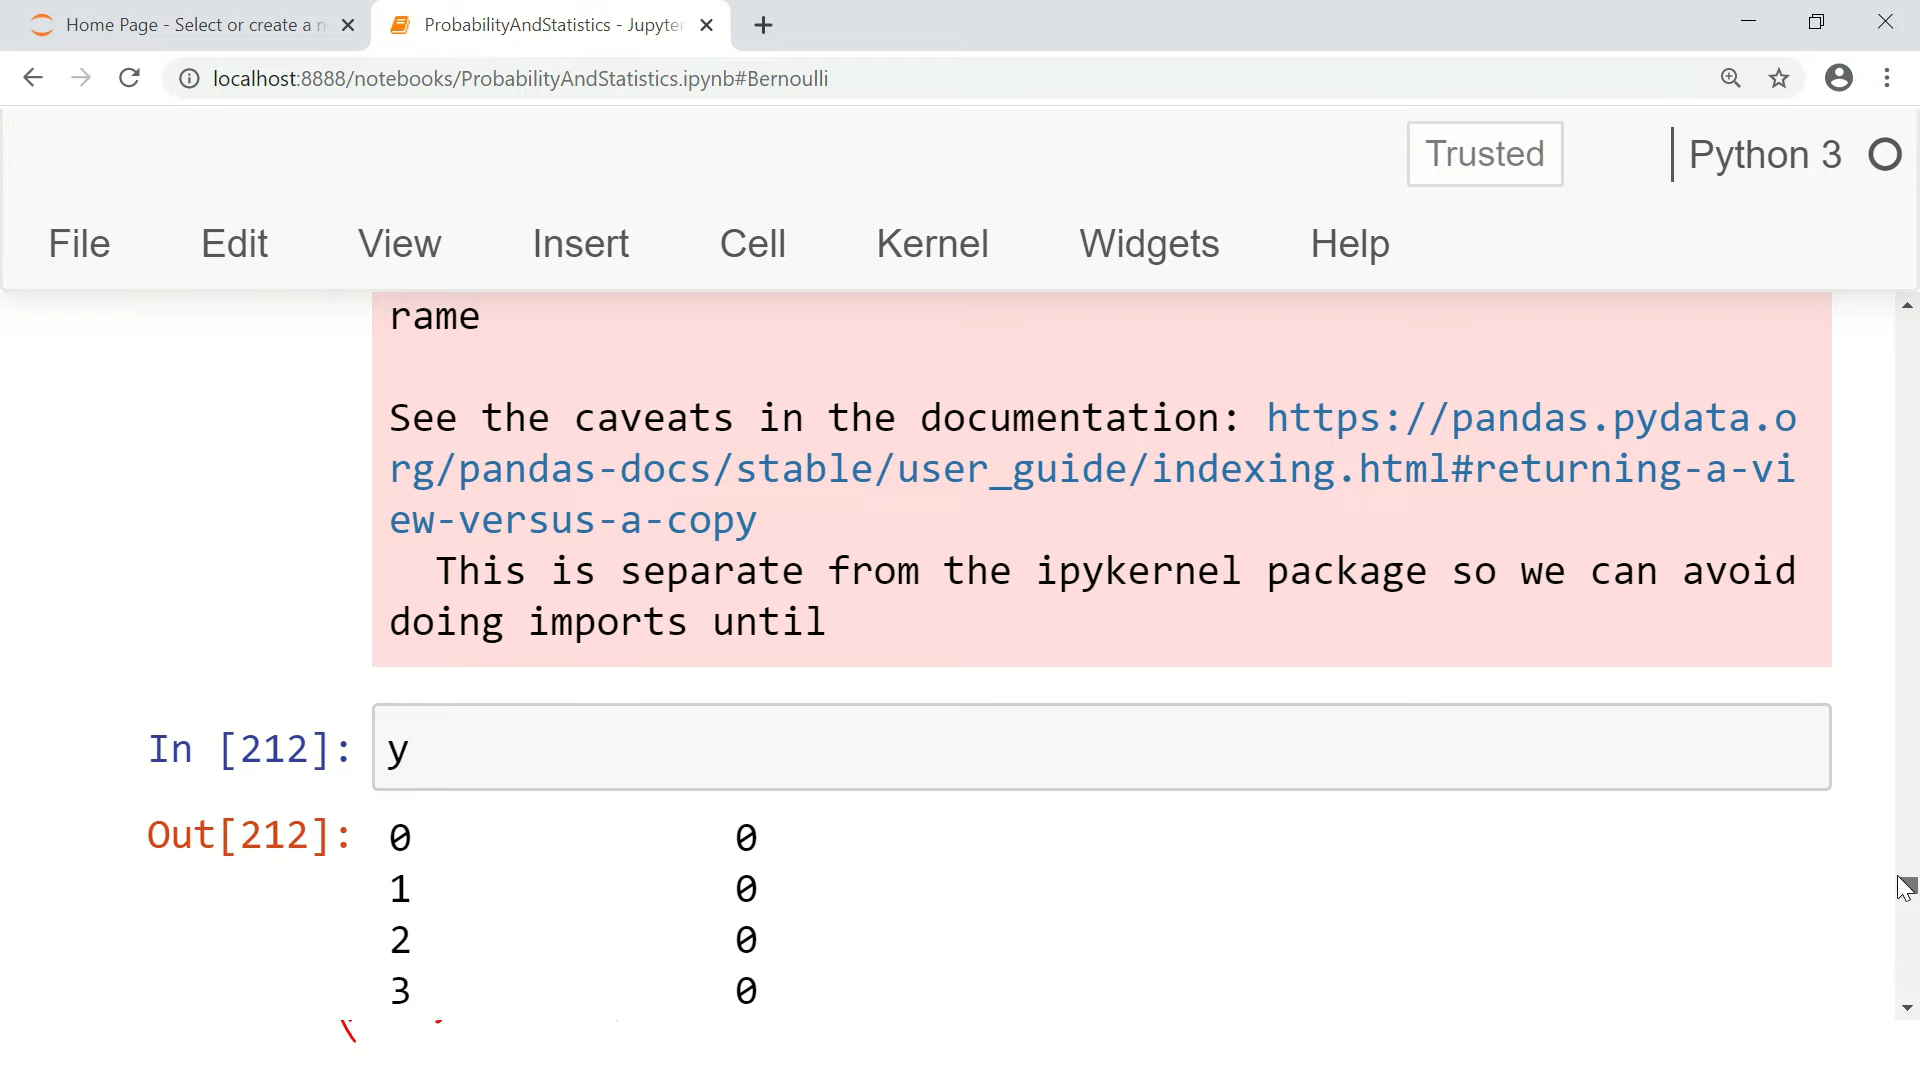 Home Page - Select or create a n
ProbabilityAndStatistics - Jupyter
localhost:8888/notebooks/ProbabilityAndStatistics.ipynb#Bernoulli
Trusted
Python 3
File Edit View Insert Cell Kernel Widgets Help
rame
See the caveats in the documentation: https://pandas.pydata.o
rg/pandas-docs/stable/user_guide/indexing.html#returning-a-vi
ew-versus-a-copy
This is separate from the ipykernel package so we can avoid
doing imports until
In [212]: y
Out[212]: 0 0
1 0
2 0
3 0